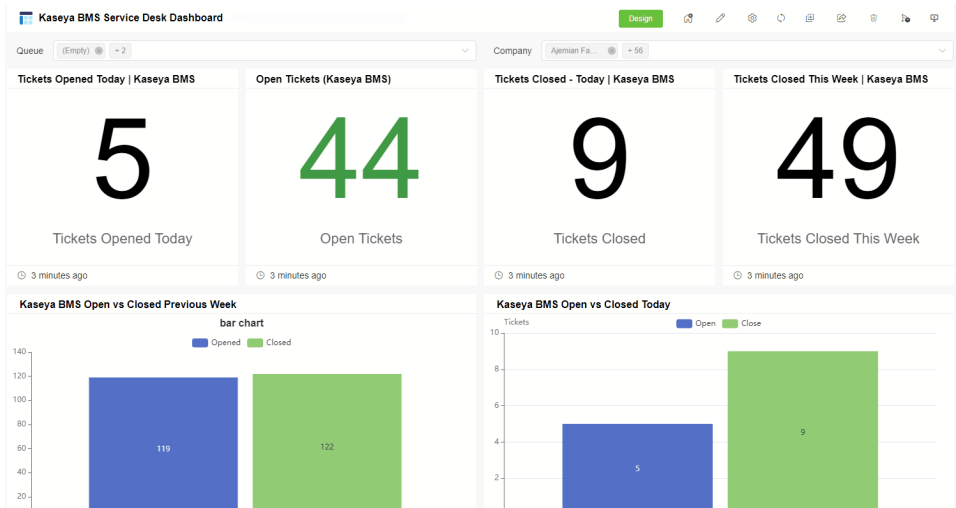 Kaseya BMS Service Desk Dashboard
Design
Queue (Empty) + 2
Company Ajemian Fa... + 56
Tickets Opened Today | Kaseya BMS
5
Tickets Opened Today
3 minutes ago
Open Tickets (Kaseya BMS)
44
Open Tickets
3 minutes ago
Tickets Closed - Today | Kaseya BMS
9
Tickets Closed
3 minutes ago
Tickets Closed This Week | Kaseya BMS
49
Tickets Closed This Week
3 minutes ago
Kaseya BMS Open vs Closed Previous Week
bar chart
Opened Closed
140
120
100
80
60
40
20
119
122
Kaseya BMS Open vs Closed Today
Tickets
Open Close
10
8
6
4
2
5
9